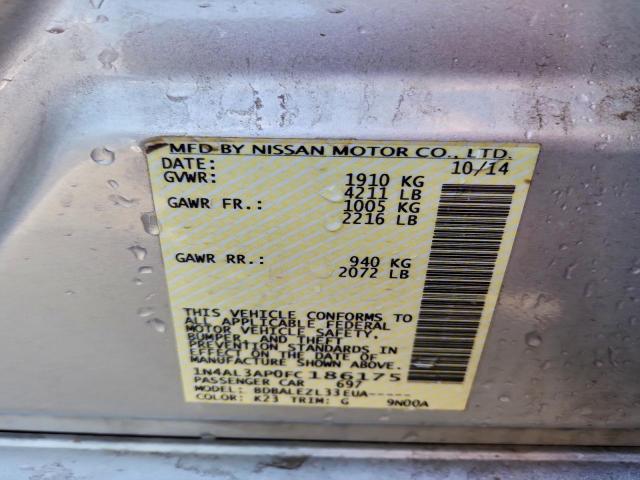 MFD BY NISSAN MOTOR CO., LTD.
DATE: 10/14
GVWR: 1910 KG
4211 LB
GAWR FR.: 1005 KG
2216 LB
GAWR RR.: 940 KG
2072 LB
THIS VEHICLE CONFORMS TO
ALL APPLICABLE FEDERAL
MOTOR VEHICLE SAFETY,
BUMPER, AND THEFT
PREVENTION STANDARDS IN
EFFECT ON THE DATE OF
MANUFACTURE SHOWN ABOVE.
1N4AL3AP0FC186175
PASSENGER CAR 697
MODEL: BDBALEZL33EUA-----
COLOR: K23 TRIM: G 9N00A